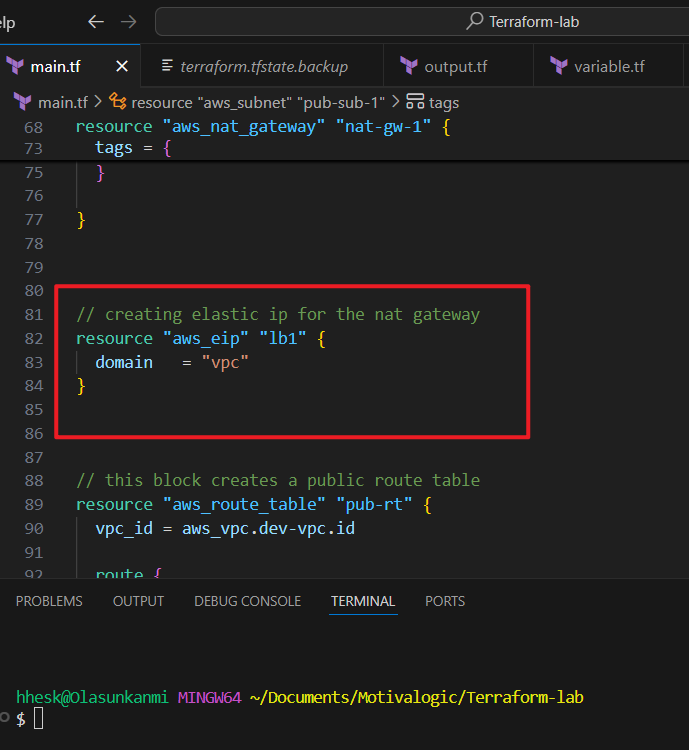 elp
Terraform-lab
main.tf
terraform.tfstate.backup
output.tf
variable.tf
main.tf > resource "aws_subnet" "pub-sub-1" > tags
68 resource "aws_nat_gateway" "nat-gw-1" {
73 tags = {
75 }
76
77 }
78
79
80
81 // creating elastic ip for the nat gateway
82 resource "aws_eip" "lb1" {
83 domain   = "vpc"
84 }
85
86
87
88 // this block creates a public route table
89 resource "aws_route_table" "pub-rt" {
90 vpc_id = aws_vpc.dev-vpc.id
91
92 route {
PROBLEMS OUTPUT DEBUG CONSOLE TERMINAL PORTS
hhesk@Olasunkanmi MINGW64 ~/Documents/Motivalogic/Terraform-lab
$